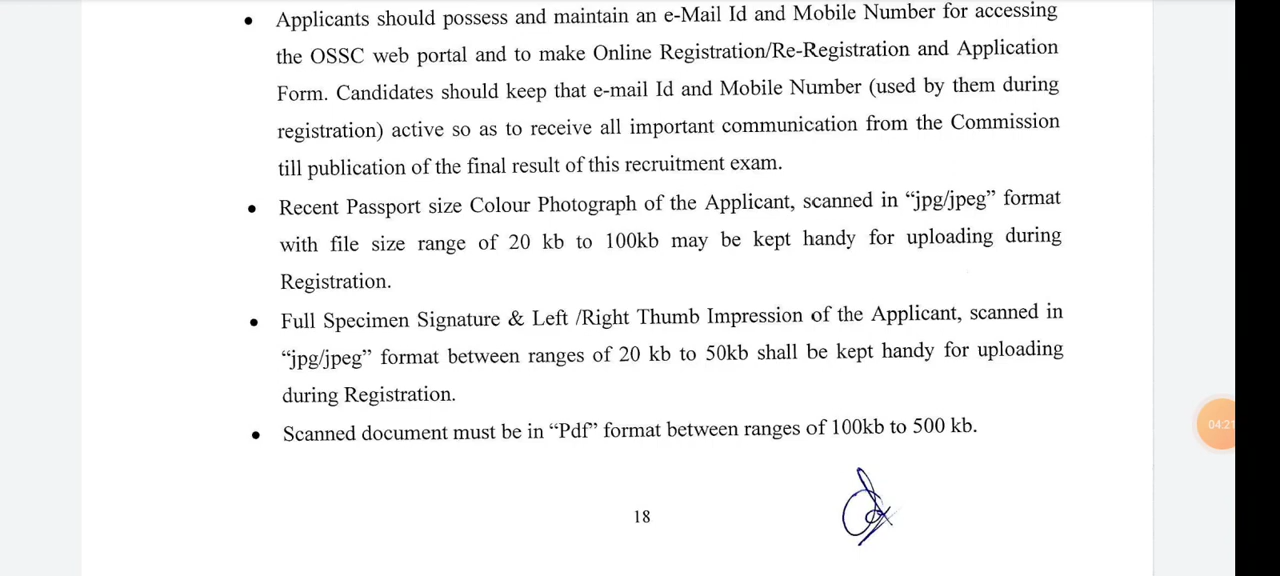 • Applicants should possess and maintain an e-Mail Id and Mobile Number for accessing
the OSSC web portal and to make Online Registration/Re-Registration and Application
Form. Candidates should keep that e-mail Id and Mobile Number (used by them during
registration) active so as to receive all important communication from the Commission
till publication of the final result of this recruitment exam.
• Recent Passport size Colour Photograph of the Applicant, scanned in “jpg/jpeg” format
with file size range of 20 kb to 100kb may be kept handy for uploading during
Registration.
• Full Specimen Signature & Left /Right Thumb Impression of the Applicant, scanned in
“jpg/jpeg” format between ranges of 20 kb to 50kb shall be kept handy for uploading
during Registration.
• Scanned document must be in “Pdf” format between ranges of 100kb to 500 kb.
18
04:21